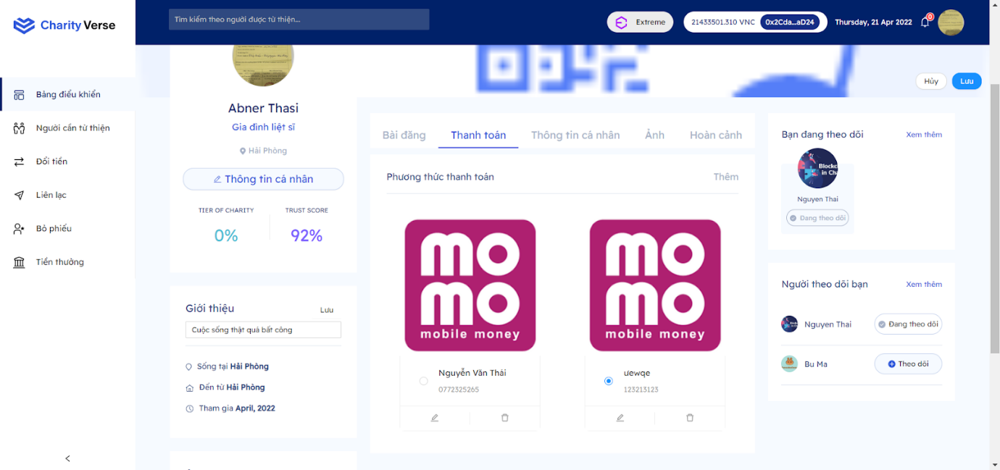 Charity Verse
Tìm kiếm theo người được từ thiện...
Extreme
21433501.310 VNC
0x2Cda...aD24
Thursday, 21 Apr 2022
0
Bảng điều khiển
Người cần từ thiện
Đổi tiền
Liên lạc
Bỏ phiếu
Tiền thưởng
Hủy
Lưu
Abner Thasi
Gia đình liệt sĩ
Hải Phòng
Thông tin cá nhân
TIER OF CHARITY
TRUST SCORE
0%
92%
Giới thiệu
Lưu
Cuộc sống thật quá bất công
Sống tại Hải Phòng
Đến từ Hải Phòng
Tham gia April, 2022
Bài đăng
Thanh toán
Thông tin cá nhân
Ảnh
Hoàn cảnh
Phương thức thanh toán
Thêm
mo
mo
mobile money
Nguyễn Văn Thái
0772325265
mo
mo
mobile money
uewqe
123213123
Bạn đang theo dõi
Xem thêm
Blockc
in Cha
Nguyen Thai
Đang theo dõi
Người theo dõi bạn
Xem thêm
Nguyen Thai
Đang theo dõi
Bu Ma
Theo dõi